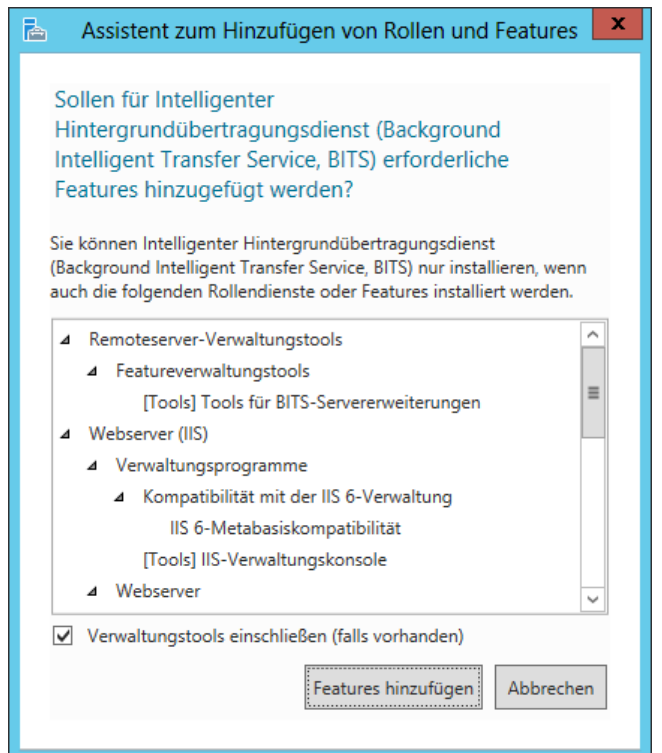 Assistent zum Hinzufügen von Rollen und Features
x
Sollen für Intelligenter
Hintergrundübertragungsdienst (Background
Intelligent Transfer Service, BITS) erforderliche
Features hinzugefügt werden?
Sie können Intelligenter Hintergrundübertragungsdienst
(Background Intelligent Transfer Service, BITS) nur installieren, wenn
auch die folgenden Rollendienste oder Features installiert werden.
Remoteserver-Verwaltungstools
Featureverwaltungstools
[Tools] Tools für BITS-Servererweiterungen
Webserver (IIS)
Verwaltungsprogramme
Kompatibilität mit der IIS 6-Verwaltung
IIS 6-Metabasiskompatibilität
[Tools] IIS-Verwaltungskonsole
Webserver
Verwaltungstools einschließen (falls vorhanden)
Features hinzufügen
Abbrechen